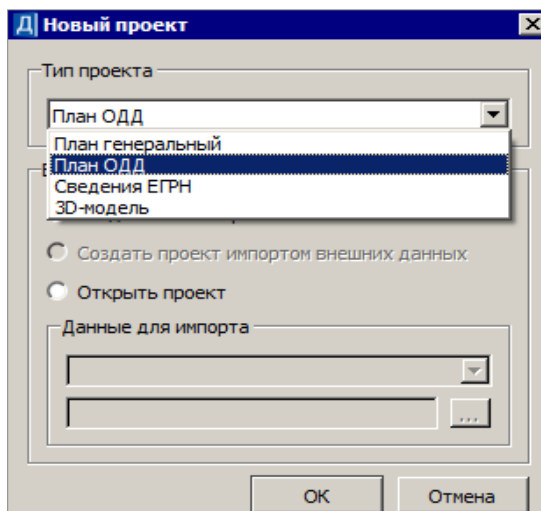 Д Новый проект
Тип проекта
План ОДД
План генеральный
План ОДД
Сведения ЕГРН
3D-модель
Создать проект импортом внешних данных
Открыть проект
Данные для импорта
...
ОК
Отмена